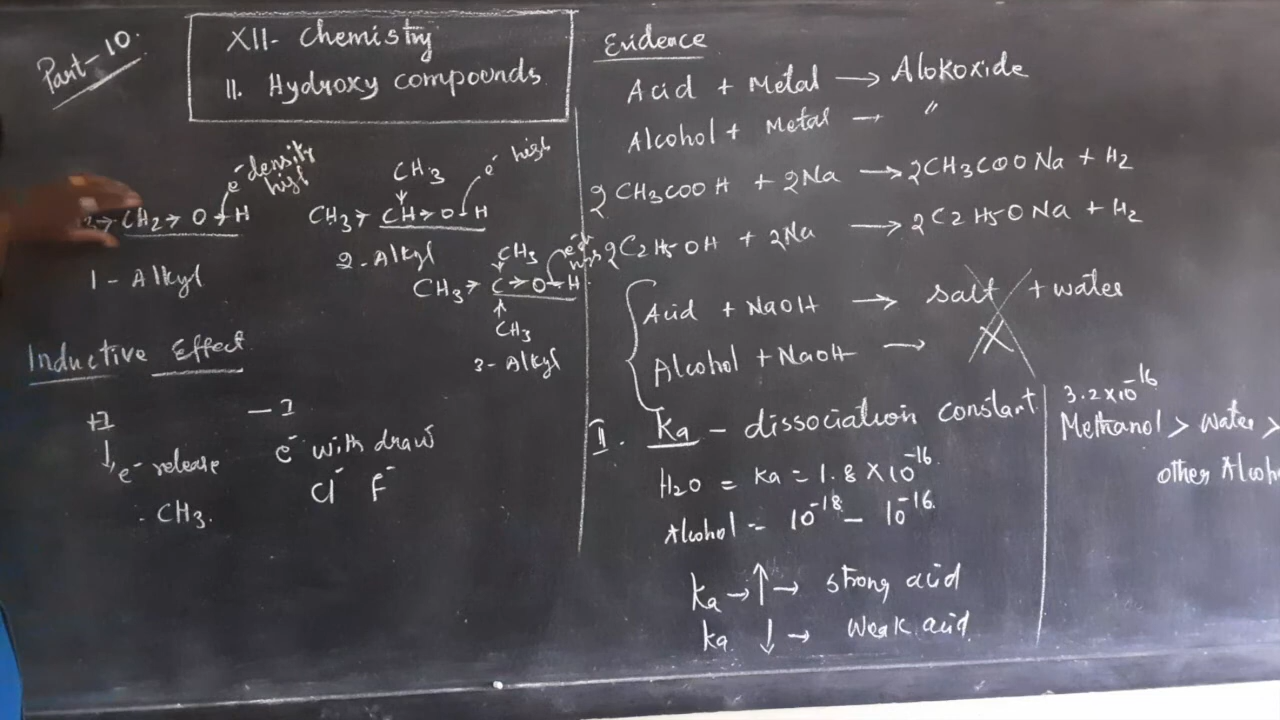 Part-10.
XII- Chemistry
11. Hydroxy compounds
e⁻ density high
3→ CH2→ O ← H
1- Alkyl
CH3
e⁻ high
CH3→ CH→O←H
2- Alkyl
CH3
CH3→ C→O←H
CH3
3- Alkyl
Inductive Effect
+I
↓ e⁻ release
- CH3.
- I
e⁻ with draw
Cl⁻ F⁻
Evidence
Acid + Metal → Alokoxide
Alcohol + Metal → "
2CH3COOH + 2Na → 2CH3COONa + H2
2C2H5OH + 2Na → 2C2H5ONa + H2
Acid + NaOH → salt + water
Alcohol + NaOH → X
II. Ka - dissociation constant
H2O = Ka = 1.8 × 10⁻¹⁶
Alcohol = 10⁻¹⁸ - 10⁻¹⁶
Ka → ↑ → strong acid
Ka ↓ → Weak acid
3.2×10⁻¹⁶
Methanol > Water >
other Alcoho